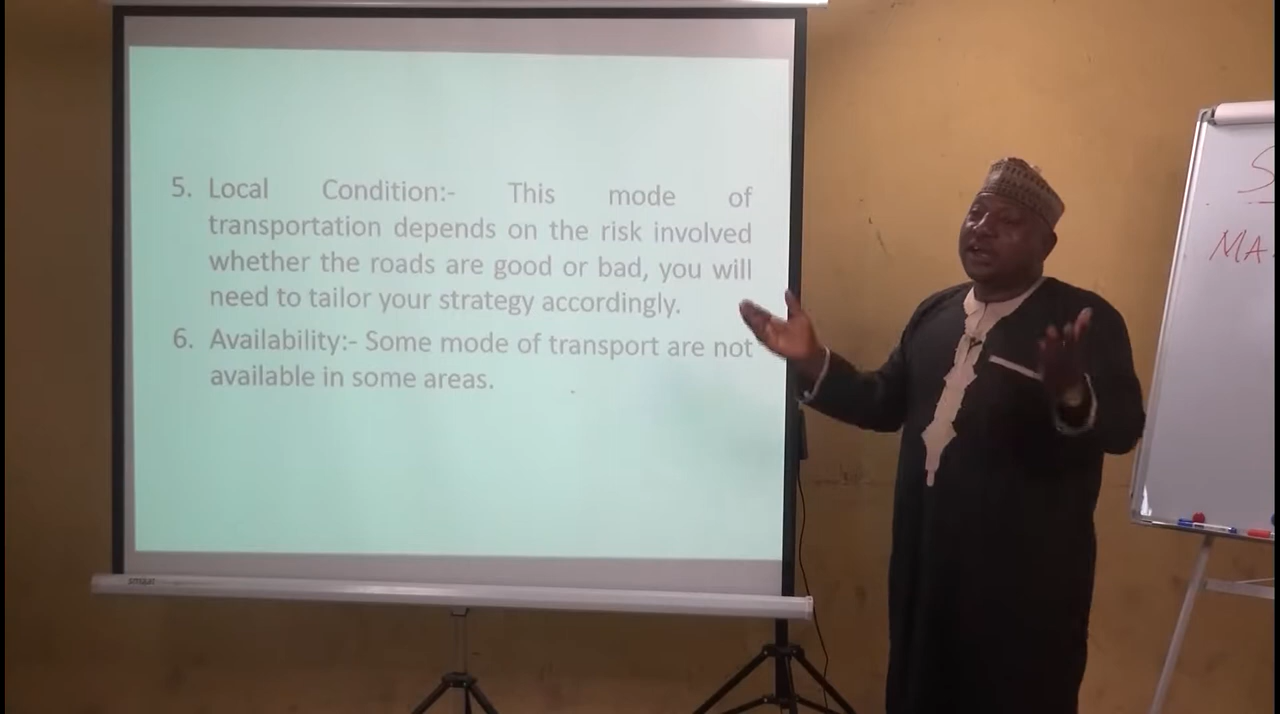 5. Local Condition:- This mode of
transportation depends on the risk involved
whether the roads are good or bad, you will
need to tailor your strategy accordingly.
6. Availability:- Some mode of transport are not
available in some areas.
S
MA